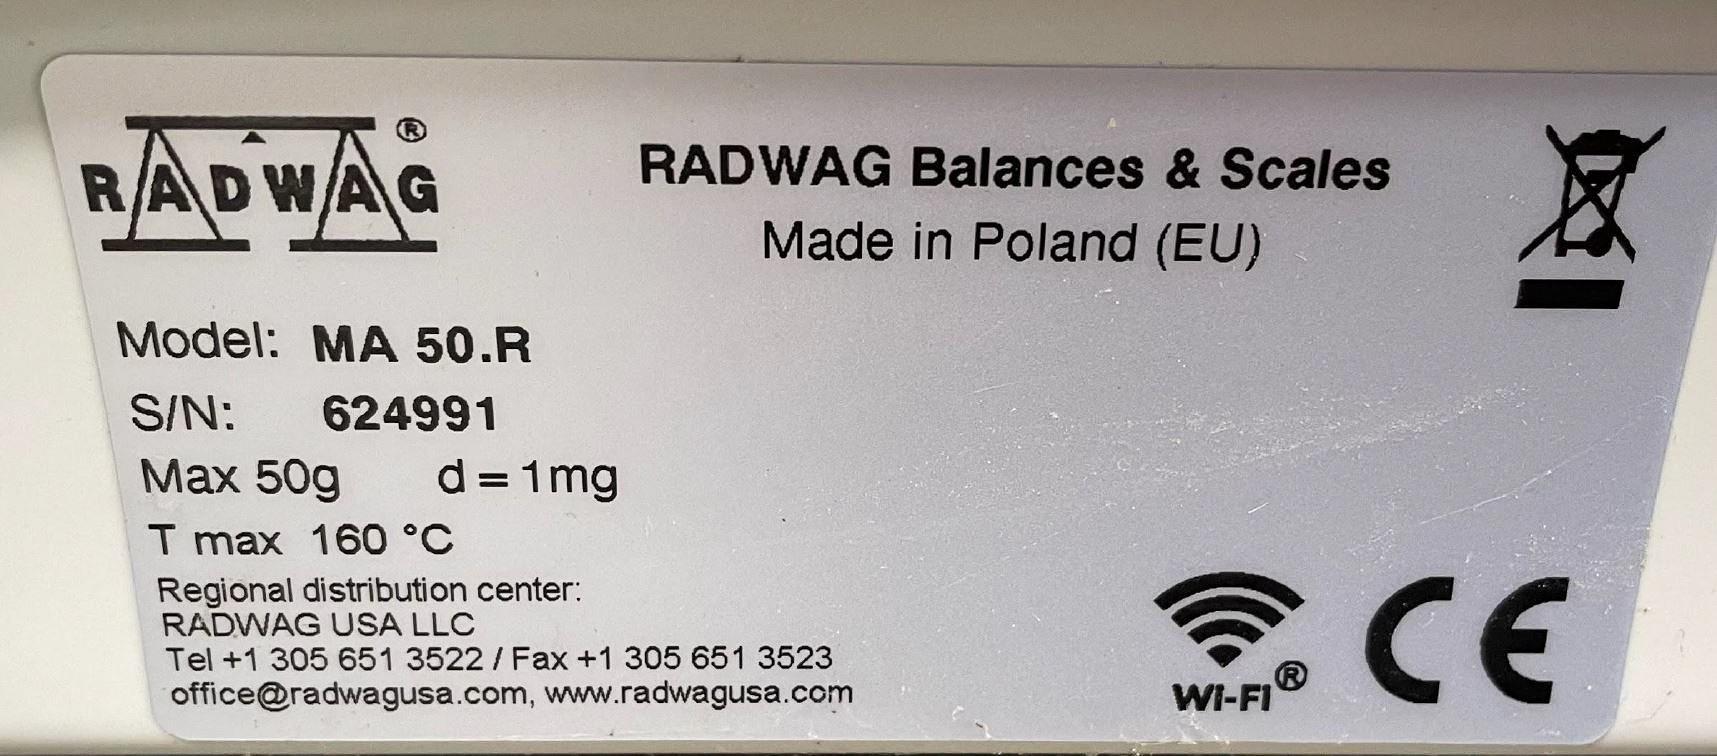 RADWAG®
RADWAG Balances & Scales
Made in Poland (EU)
Model: MA 50.R
S/N: 624991
Max 50g d=1mg
T max 160 °C
Regional distribution center:
RADWAG USA LLC
Tel +1 305 651 3522 / Fax +1 305 651 3523
office@radwagusa.com, www.radwagusa.com
Wi-Fi®
CE